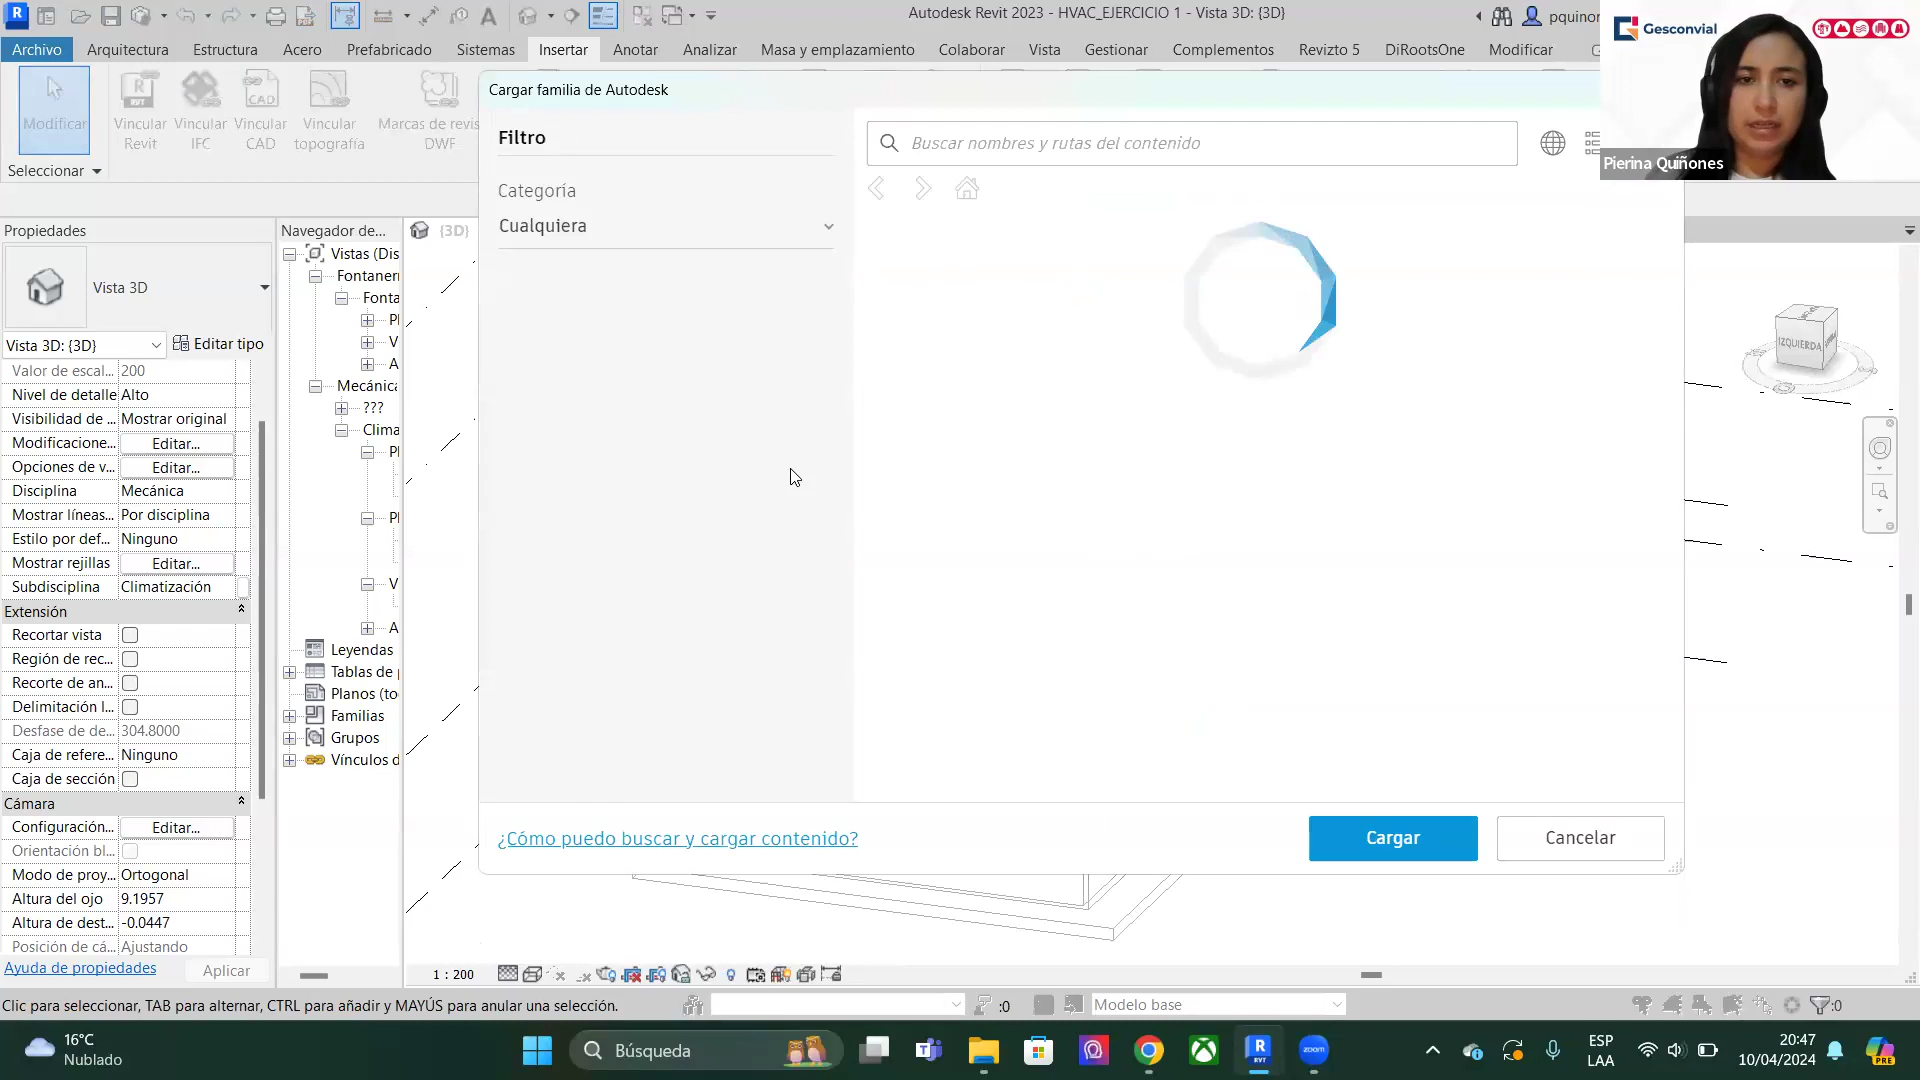 Autodesk Revit 2023 - HVAC_EJERCICIO 1 - Vista 3D: {3D}
pquinor
Gesconvial
Archivo
Arquitectura
Estructura
Acero
Prefabricado
Sistemas
Insertar
Anotar
Analizar
Masa y emplazamiento
Colaborar
Vista
Gestionar
Complementos
Revizto 5
DiRootsOne
Modificar
Modificar
Vincular
Revit
Vincular
IFC
Vincular
CAD
Vincular
topografía
Marcas de revis
DWF
Seleccionar
Pierina Quiñones
Cargar familia de Autodesk
Filtro
Categoría
Cualquiera
Buscar nombres y rutas del contenido
¿Cómo puedo buscar y cargar contenido?
Cargar
Cancelar
Propiedades
Vista 3D
Vista 3D: {3D}
Editar tipo
Valor de escal... 200
Nivel de detalle Alto
Visibilidad de ... Mostrar original
Modificacione... Editar...
Opciones de v... Editar...
Disciplina Mecánica
Mostrar líneas... Por disciplina
Estilo por def... Ninguno
Mostrar rejillas Editar...
Subdisciplina Climatización
Extensión
Recortar vista
Región de rec...
Recorte de an...
Delimitación l...
Desfase de de... 304.8000
Caja de refere... Ninguno
Caja de sección
Cámara
Configuración... Editar...
Orientación bl...
Modo de proy... Ortogonal
Altura del ojo 9.1957
Altura de dest... -0.0447
Posición de cá... Ajustando
Ayuda de propiedades
Aplicar
Navegador de...
Vistas (Dis
Fontaner
Fonta
Pl
V
A
Mecánica
???
Clima
Pl
Pl
V
A
Leyendas
Tablas de
Planos (to
Familias
Grupos
Vínculos d
{3D}
IZQUIERDA
1 : 200
Clic para seleccionar, TAB para alternar, CTRL para añadir y MAYÚS para anular una selección.
:0
Modelo base
:0
16°C
Nublado
Búsqueda
zoom
ESP
LAA
20:47
10/04/2024
PRE